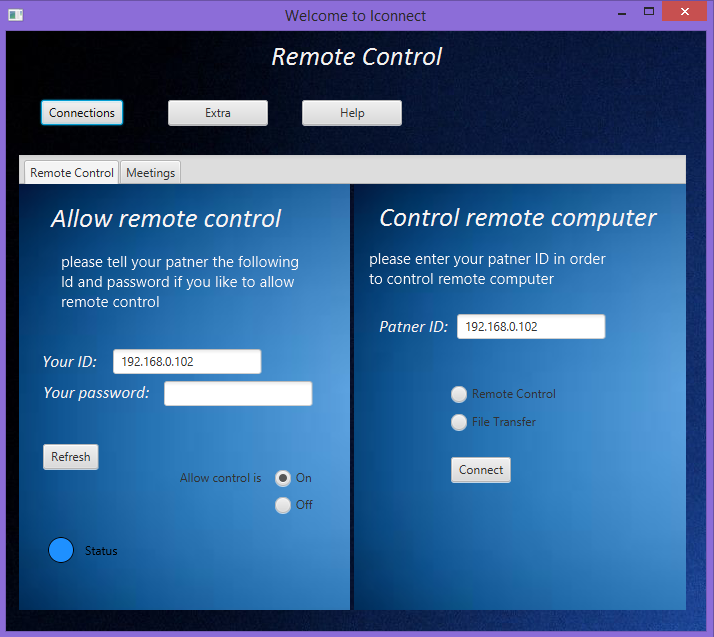 Welcome to Iconnect
Remote Control
Connections
Extra
Help
Remote Control
Meetings
Allow remote control
please tell your patner the following
Id and password if you like to allow
remote control
Your ID:
192.168.0.102
Your password:
Refresh
Allow control is
On
Off
Status
Control remote computer
please enter your patner ID in order
to control remote computer
Patner ID:
192.168.0.102
Remote Control
File Transfer
Connect